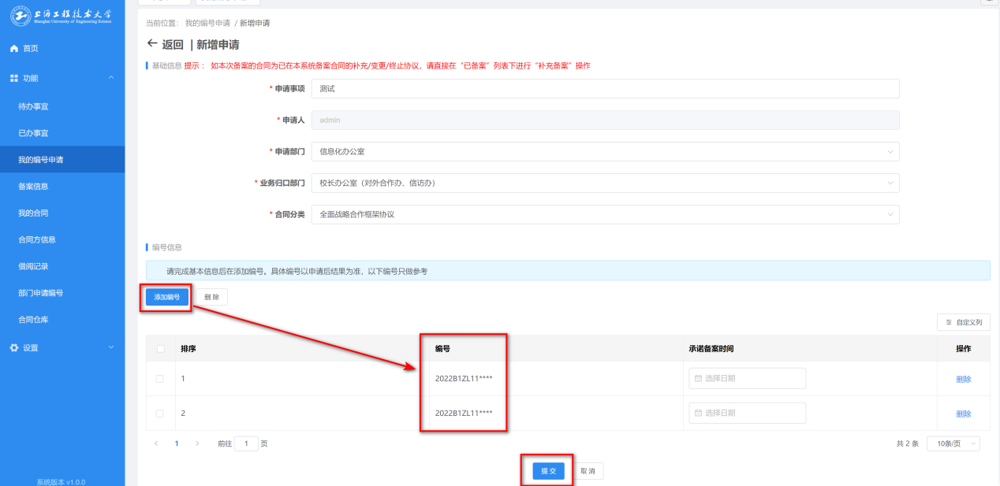 上海工程技术大学
Shanghai University of Engineering Science
首页
功能
待办事宜
已办事宜
我的编号申请
备案信息
我的合同
合同方信息
借阅记录
部门申请编号
合同仓库
设置
系统版本 v1.0.0
当前位置： 我的编号申请 / 新增申请
← 返回 | 新增申请
基础信息 提示： 如本次备案的合同为已在本系统备案合同的补充/变更/终止协议，请直接在“已备案”列表下进行“补充备案”操作
* 申请事项 测试
* 申请人 admin
* 申请部门 信息化办公室
* 业务归口部门 校长办公室（对外合作办、信访办）
* 合同分类 全面战略合作框架协议
编号信息
请完成基本信息后在添加编号。具体编号以申请后结果为准，以下编号只做参考
添加编号 删 除
自定义列
排序 编号 承诺备案时间 操作
1 2022B1ZL11**** 选择日期 删除
2 2022B1ZL11**** 选择日期 删除
< 1 > 前往 1 页 共 2 条 10条/页
提 交 取 消